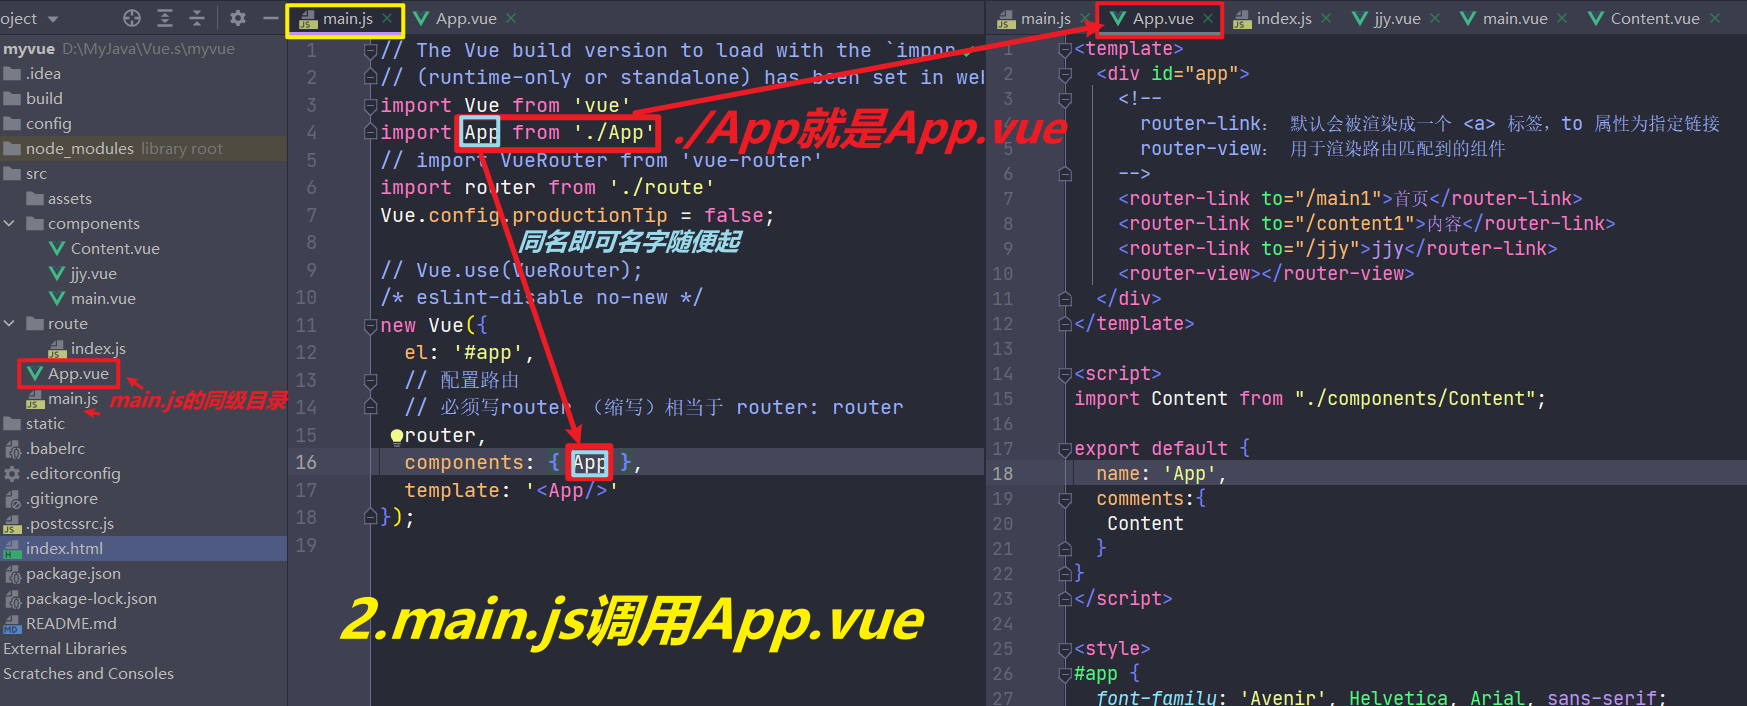 oject
myvue D:\MyJava\Vue.s\myvue
.idea
build
config
node_modules library root
src
assets
components
Content.vue
jjy.vue
main.vue
route
index.js
App.vue
main.js
main.js的同级目录
static
.babelrc
.editorconfig
.gitignore
.postcssrc.js
index.html
package.json
package-lock.json
README.md
External Libraries
Scratches and Consoles
main.js
App.vue
1 // The Vue build version to load with the `impor
2 // (runtime-only or standalone) has been set in web
3 import Vue from 'vue'
4 import App from './App'
./App就是App.vue
5 // import VueRouter from 'vue-router'
6 import router from './route'
7 Vue.config.productionTip = false;
8
同名即可名字随便起
9 // Vue.use(VueRouter);
10 /* eslint-disable no-new */
11 new Vue({
12 el: '#app',
13 // 配置路由
14 // 必须写router （缩写）相当于 router: router
15 router,
16 components: { App },
17 template: '<App/>'
18 });
19
2.main.js调用App.vue
main.js
App.vue
index.js
jjy.vue
main.vue
Content.vue
1 <template>
2 <div id="app">
3 <!--
4 router-link： 默认会被渲染成一个 <a> 标签，to 属性为指定链接
5 router-view： 用于渲染路由匹配到的组件
6 -->
7 <router-link to="/main1">首页</router-link>
8 <router-link to="/content1">内容</router-link>
9 <router-link to="/jjy">jjy</router-link>
10 <router-view></router-view>
11 </div>
12 </template>
13
14 <script>
15 import Content from "./components/Content";
16
17 export default {
18 name: 'App',
19 comments:{
20 Content
21 }
22 }
23 </script>
24
25 <style>
26 #app {
27 font-family: 'Avenir', Helvetica, Arial, sans-serif;